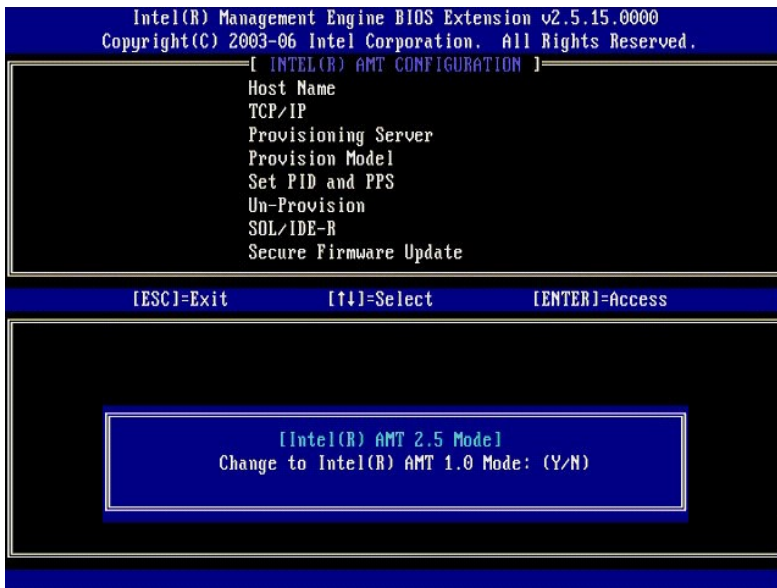 Intel(R) Management Engine BIOS Extension v2.5.15.0000
Copyright(C) 2003-06 Intel Corporation. All Rights Reserved.
[ INTEL(R) AMT CONFIGURATION ]
Host Name
TCP/IP
Provisioning Server
Provision Model
Set PID and PPS
Un-Provision
SOL/IDE-R
Secure Firmware Update
[ESC]=Exit [↑↓]=Select [ENTER]=Access
[Intel(R) AMT 2.5 Mode]
Change to Intel(R) AMT 1.0 Mode: (Y/N)